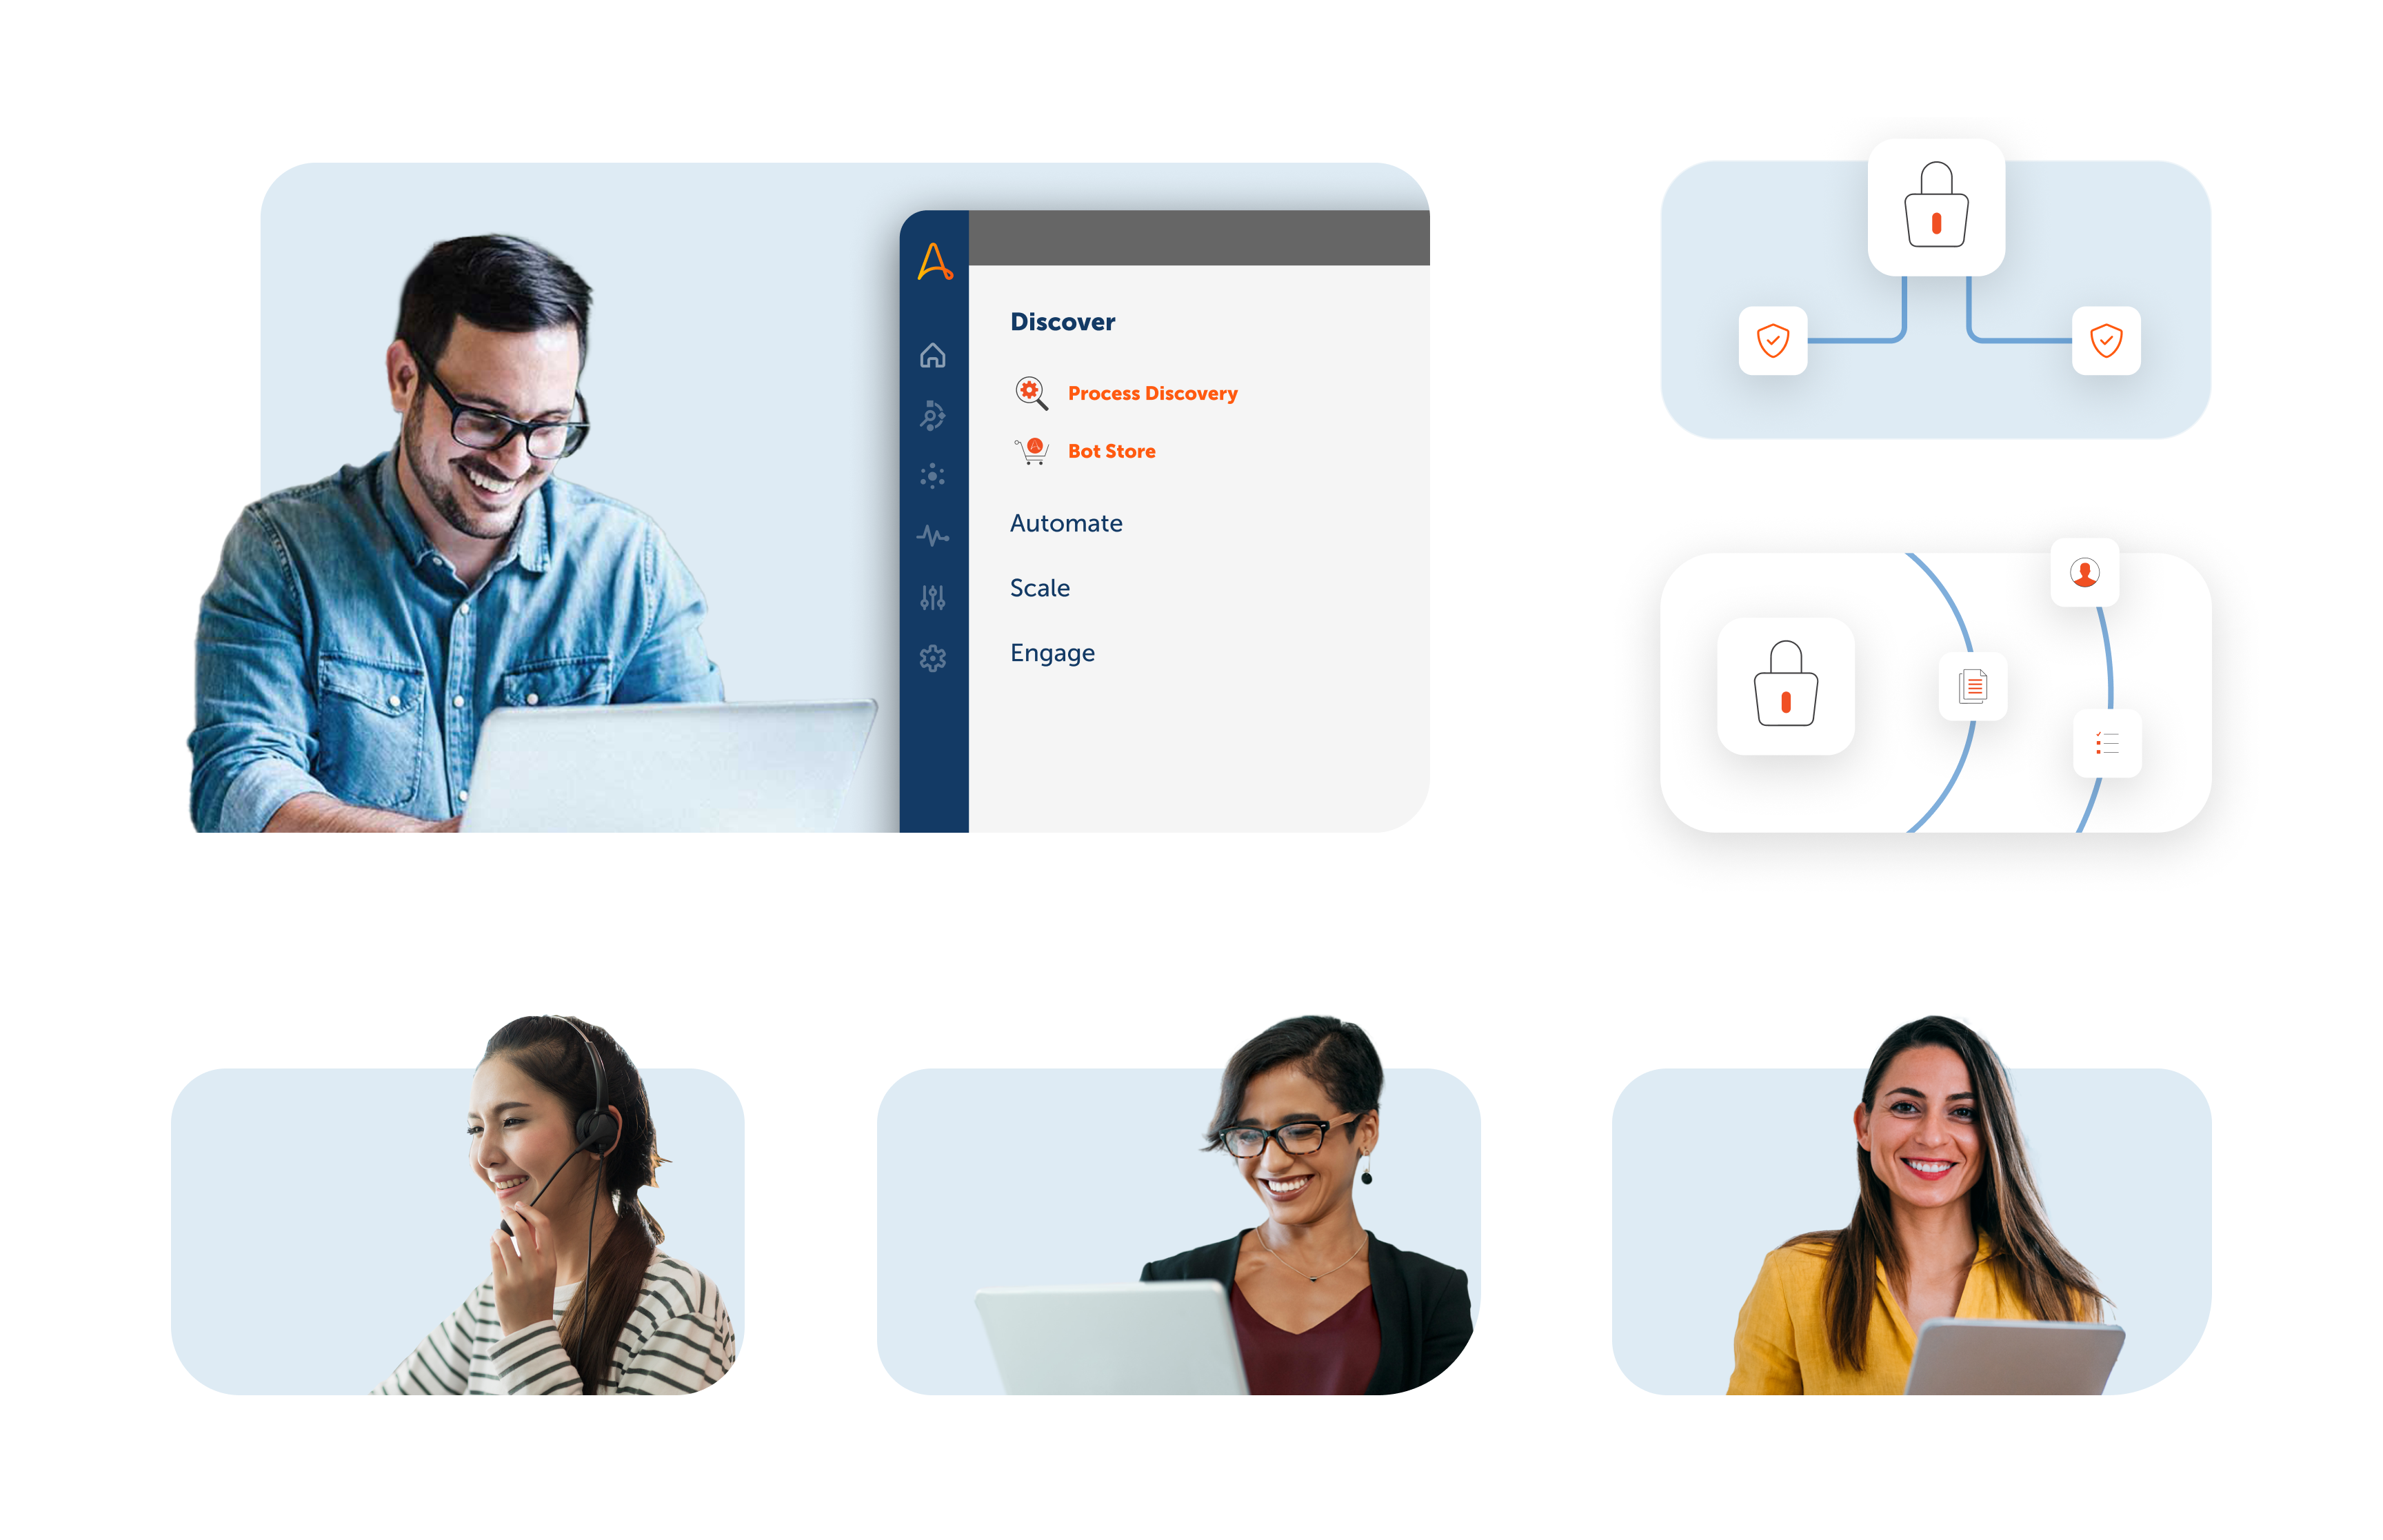 Discover
Process Discovery
Bot Store
Automate
Scale
Engage